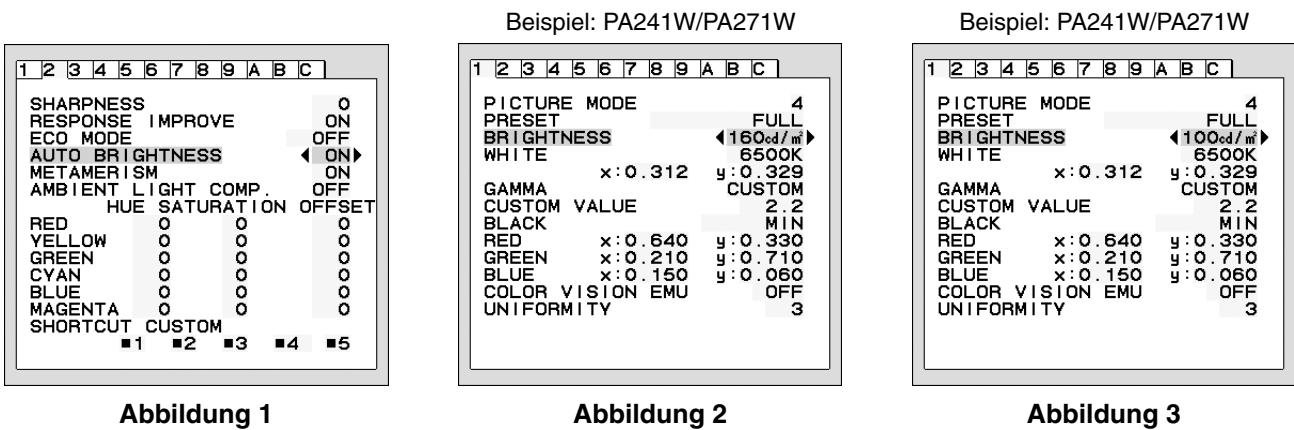 Beispiel: PA241W/PA271W
Beispiel: PA241W/PA271W
1 2 3 4 5 6 7 8 9 A B C
SHARPNESS 0
RESPONSE IMPROVE ON
ECO MODE OFF
AUTO BRIGHTNESS ON
METAMERISM ON
AMBIENT LIGHT COMP. OFF
HUE SATURATION OFFSET
RED 0 0 0
YELLOW 0 0 0
GREEN 0 0 0
CYAN 0 0 0
BLUE 0 0 0
MAGENTA 0 0 0
SHORTCUT CUSTOM
■1 ■2 ■3 ■4 ■5
Abbildung 1
1 2 3 4 5 6 7 8 9 A B C
PICTURE MODE 4
PRESET FULL
BRIGHTNESS 160cd/㎡
WHITE 6500K
x:0.312 y:0.329
GAMMA CUSTOM
CUSTOM VALUE 2.2
BLACK MIN
RED x:0.640 y:0.330
GREEN x:0.210 y:0.710
BLUE x:0.150 y:0.060
COLOR VISION EMU OFF
UNIFORMITY 3
Abbildung 2
1 2 3 4 5 6 7 8 9 A B C
PICTURE MODE 4
PRESET FULL
BRIGHTNESS 100cd/㎡
WHITE 6500K
x:0.312 y:0.329
GAMMA CUSTOM
CUSTOM VALUE 2.2
BLACK MIN
RED x:0.640 y:0.330
GREEN x:0.210 y:0.710
BLUE x:0.150 y:0.060
COLOR VISION EMU OFF
UNIFORMITY 3
Abbildung 3